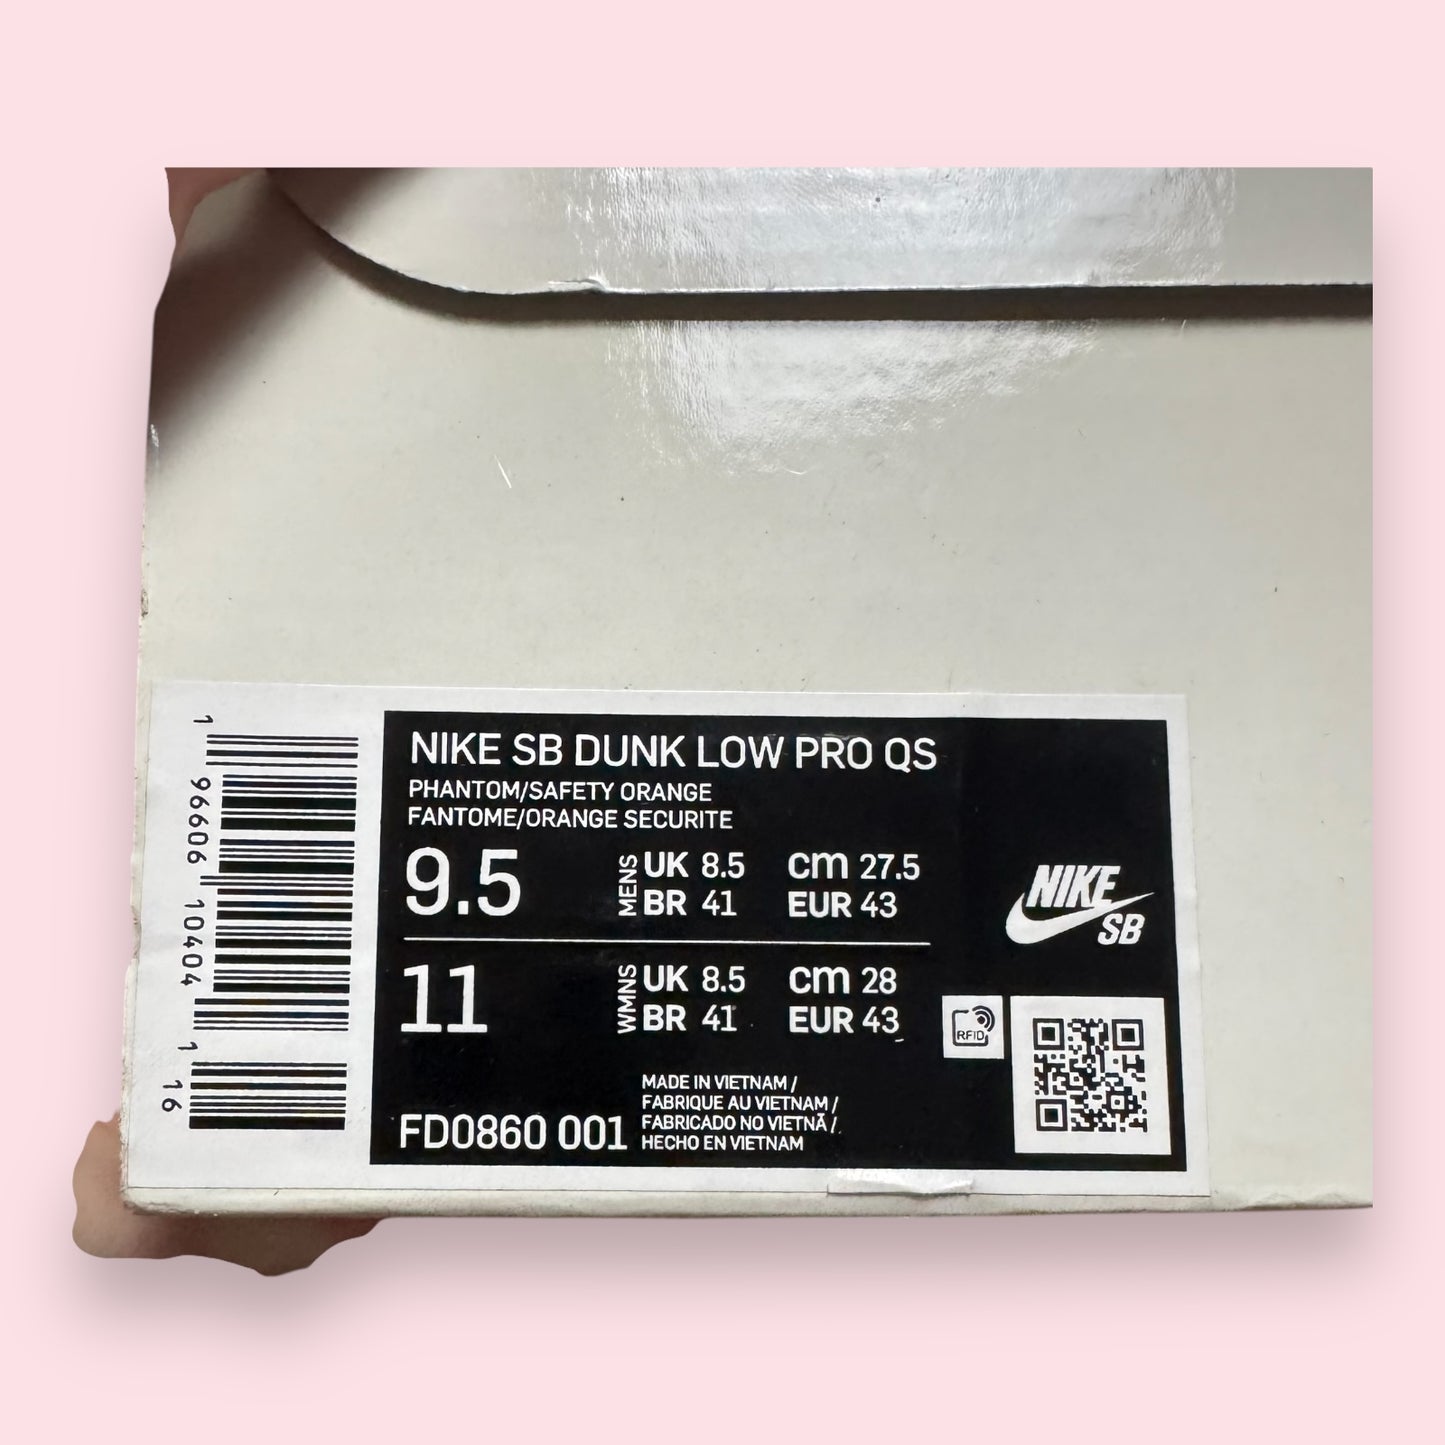 NIKE SB DUNK LOW PRO QS
PHANTOM/SAFETY ORANGE
FANTOME/ORANGE SECURITE
9.5 MENS UK 8.5 cm 27.5
BR 41 EUR 43
11 WMNS UK 8.5 cm 28
BR 41 EUR 43
NIKE
SB
RFID
MADE IN VIETNAM /
FABRIQUE AU VIETNAM /
FABRICADO NO VIETNÃ /
HECHO EN VIETNAM
FD0860 001
1 96606 10404 1 16